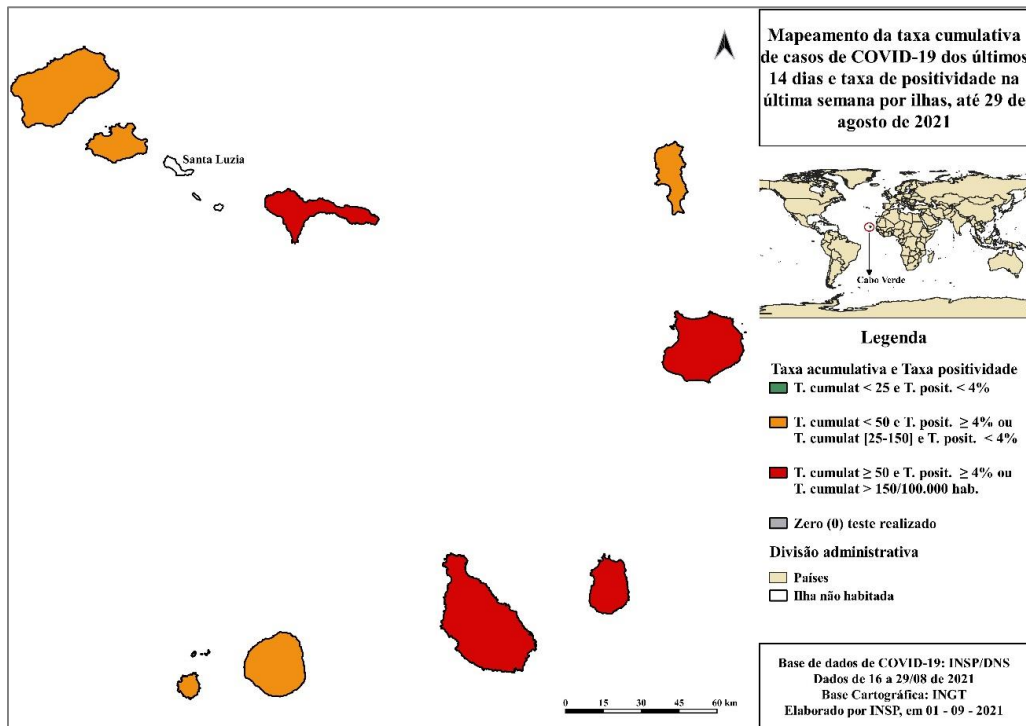 Mapeamento da taxa cumulativa
de casos de COVID-19 dos últimos
14 dias e taxa de positividade na
última semana por ilhas, até 29 de
agosto de 2021
Santa Luzia
Cabo Verde
Legenda
Taxa acumulativa e Taxa positividade
T. cumulat < 25 e T. posit. < 4%
T. cumulat < 50 e T. posit. ≥ 4% ou
T. cumulat [25-150] e T. posit. < 4%
T. cumulat ≥ 50 e T. posit. ≥ 4% ou
T. cumulat > 150/100.000 hab.
Zero (0) teste realizado
Divisão administrativa
Países
Ilha não habitada
0 15 30 45 60 km
Base de dados de COVID-19: INSP/DNS
Dados de 16 a 29/08 de 2021
Base Cartográfica: INGT
Elaborado por INSP, em 01 - 09 - 2021